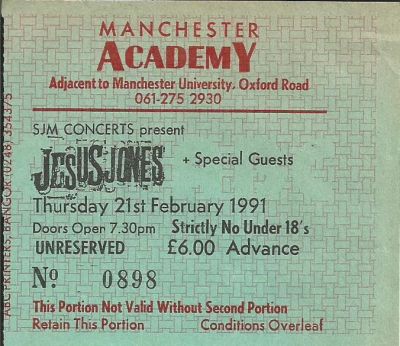 MANCHESTER
ACADEMY
Adjacent to Manchester University, Oxford Road
061-275 2930
SJM CONCERTS present
JESUS JONES + Special Guests
Thursday 21st February 1991
Doors Open 7.30pm Strictly No Under 18's
UNRESERVED £6.00 Advance
Nº 0898
This Portion Not Valid Without Second Portion
Retain This Portion Conditions Overleaf
ABC PRINTERS, BANGOR (0248) 354375